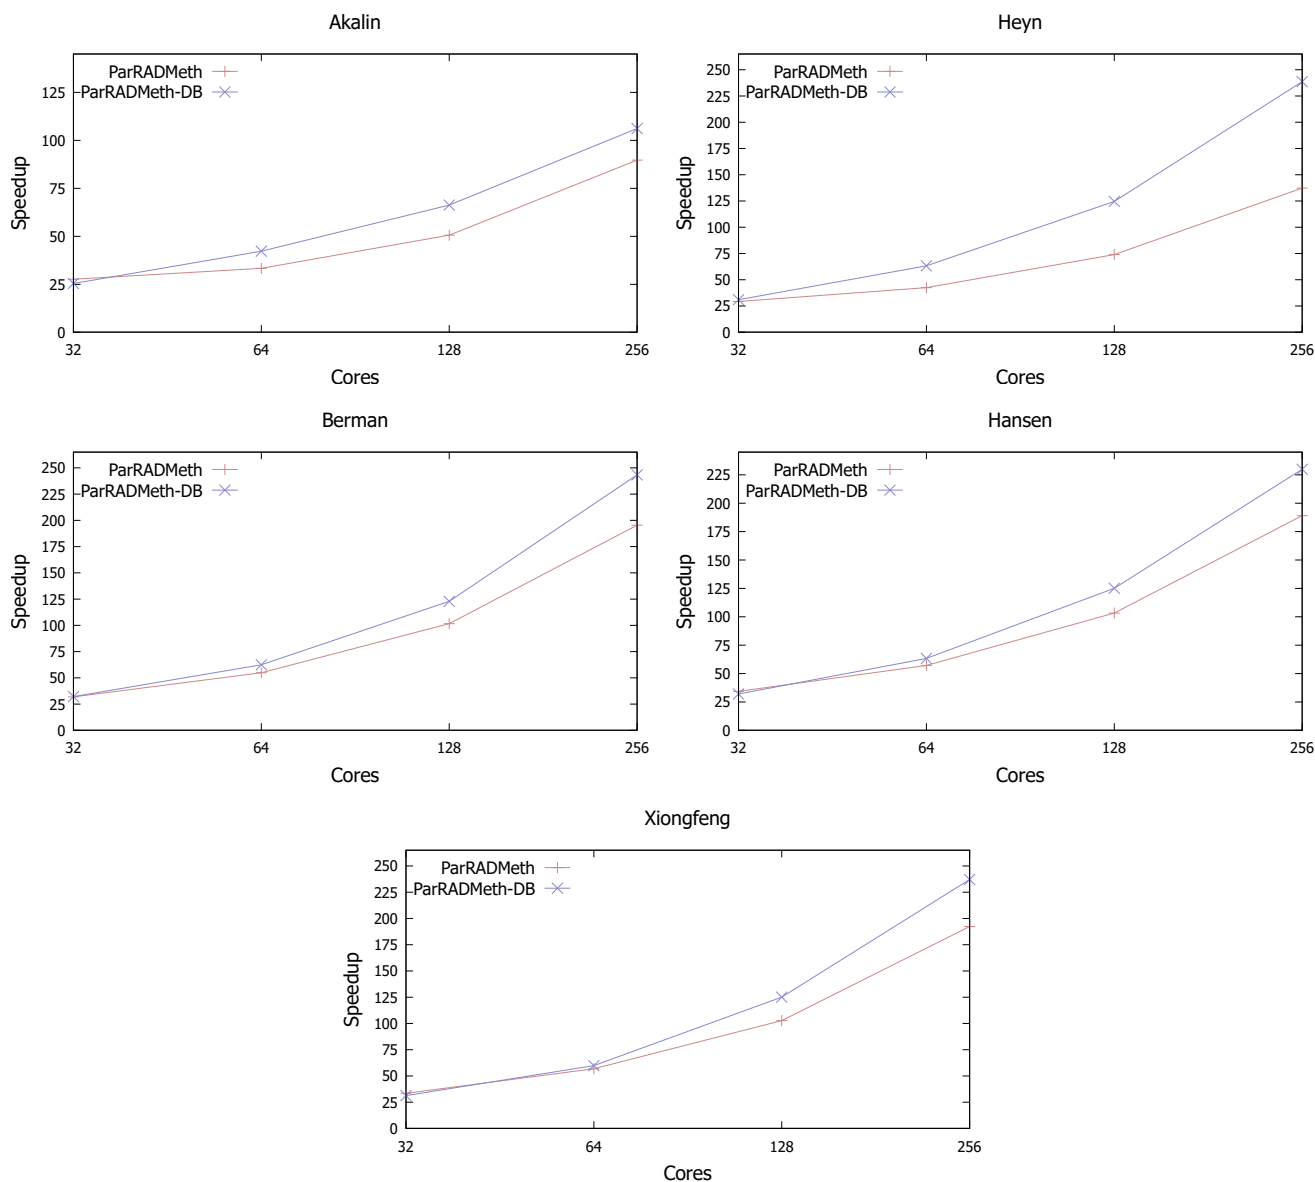 Akalin
ParRADMeth
ParRADMeth-DB
125
100
75
50
25
0
Speedup
32 64 128 256
Cores
Heyn
ParRADMeth
ParRADMeth-DB
250
225
200
175
150
125
100
75
50
25
0
Speedup
32 64 128 256
Cores
Berman
ParRADMeth
ParRADMeth-DB
250
225
200
175
150
125
100
75
50
25
0
Speedup
32 64 128 256
Cores
Hansen
ParRADMeth
ParRADMeth-DB
225
200
175
150
125
100
75
50
25
0
Speedup
32 64 128 256
Cores
Xiongfeng
ParRADMeth
ParRADMeth-DB
250
225
200
175
150
125
100
75
50
25
0
Speedup
32 64 128 256
Cores